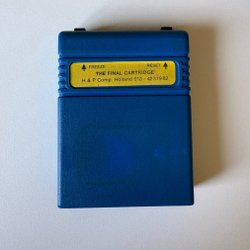 FREEZE RESET
"THE FINAL CARTRIDGE"
H & P Comp. Holland 010 - 4231982